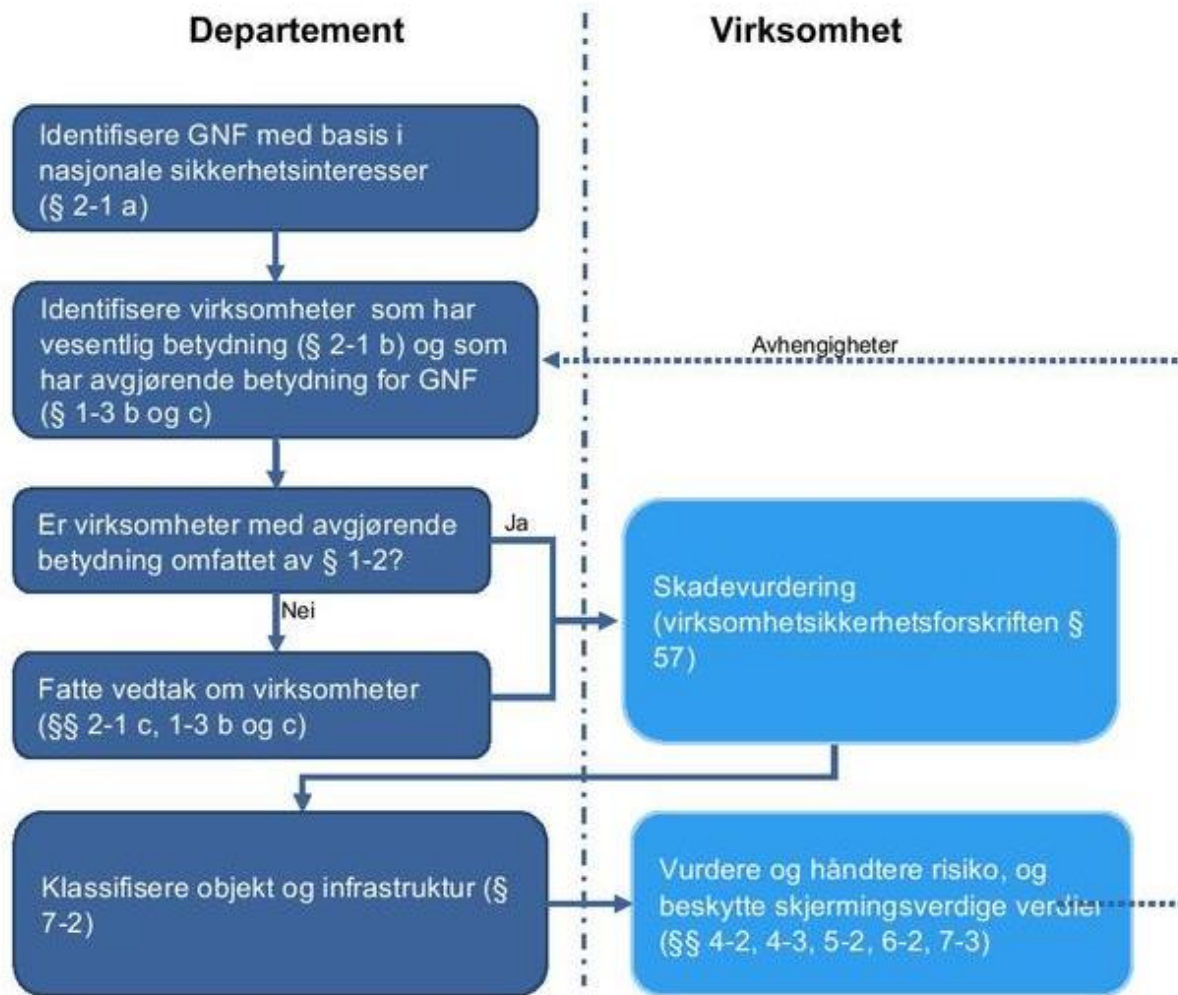 Departement
Virksomhet
Identifisere GNF med basis i
nasjonale sikkerhetsinteresser
(§ 2-1 a)
Identifisere virksomheter som har
vesentlig betydning (§ 2-1 b) og som
har avgjørende betydning for GNF
(§ 1-3 b og c)
Avhengigheter
Er virksomheter med avgjørende
betydning omfattet av § 1-2?
Ja
Nei
Skadevurdering
(virksomhetsikkerhetsforskriften §
57)
Fatte vedtak om virksomheter
(§§ 2-1 c, 1-3 b og c)
Klassifisere objekt og infrastruktur (§
7-2)
Vurdere og håndtere risiko, og
beskytte skjermingsverdige verdier
(§§ 4-2, 4-3, 5-2, 6-2, 7-3)